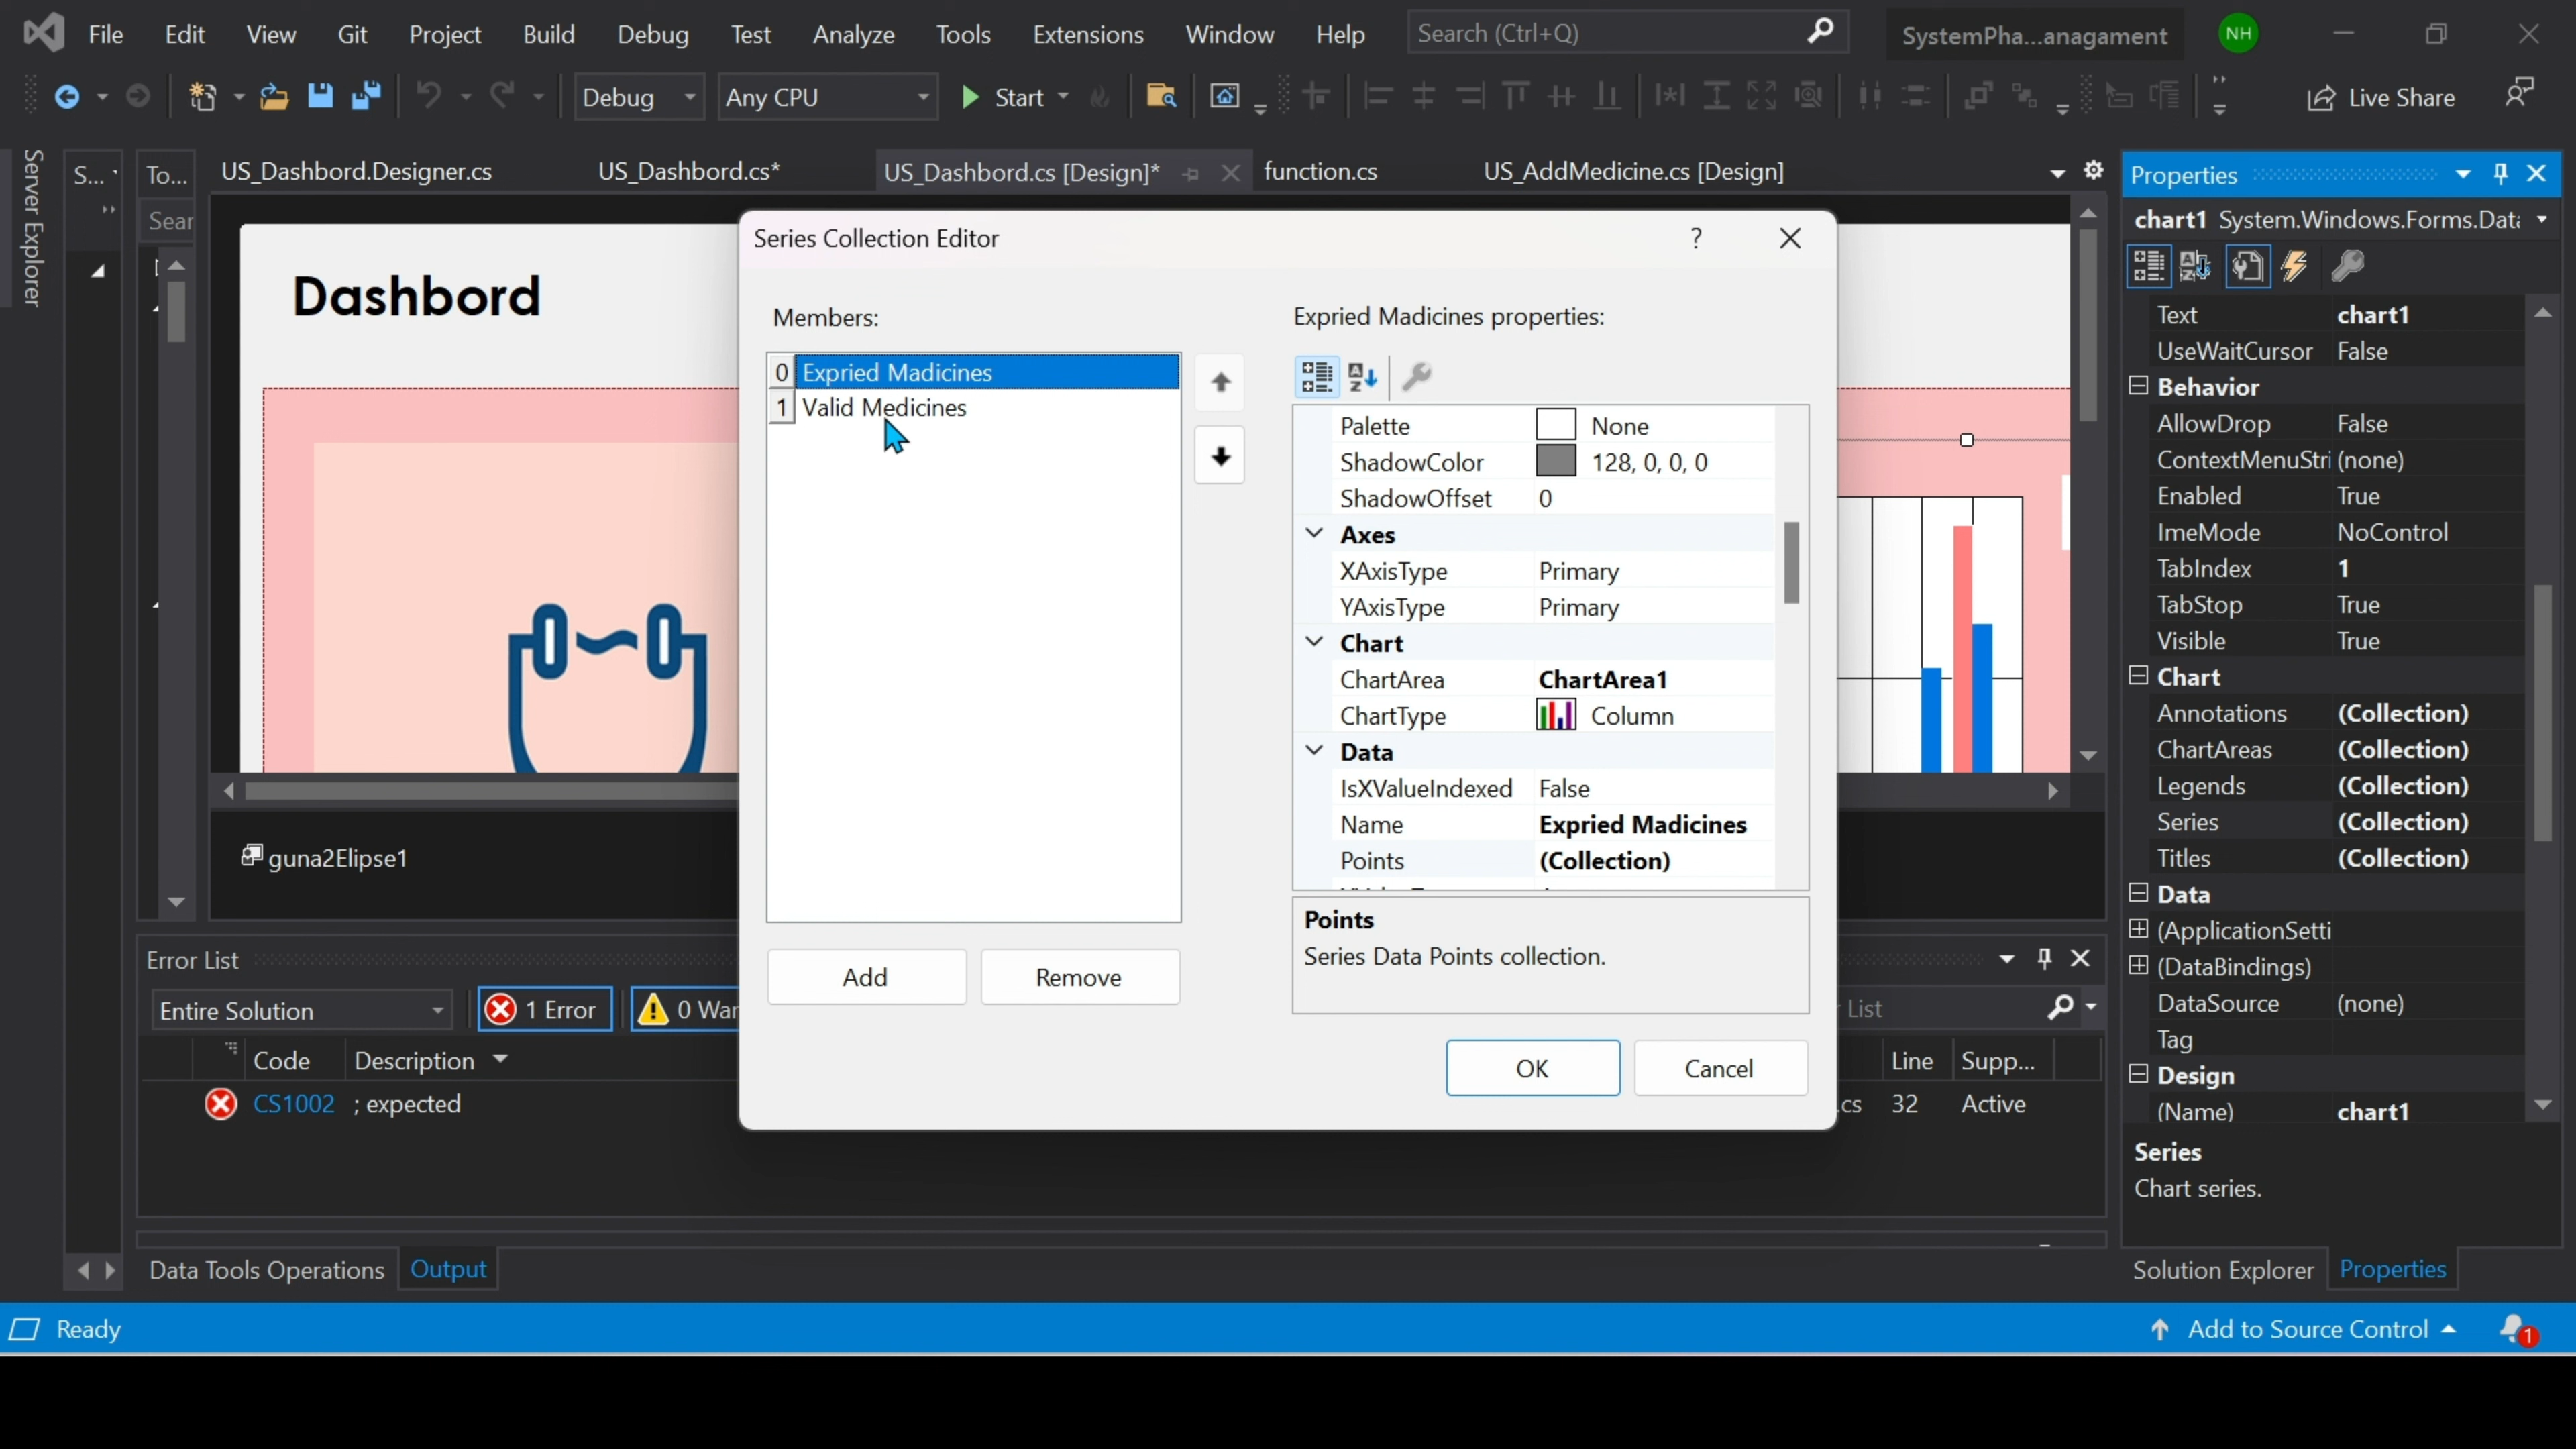 File Edit View Git Project Build Debug Test Analyze Tools Extensions Window Help Search (Ctrl+Q) SystemPha...anagament NH
Debug Any CPU Start Live Share
Server Explorer
S...
To...
US_Dashbord.Designer.cs US_Dashbord.cs* US_Dashbord.cs [Design]* function.cs US_AddMedicine.cs [Design]
Sear
Dashbord
guna2Elipse1
Series Collection Editor ?
Members:
0 Expried Madicines
1 Valid Medicines
Add Remove
Expried Madicines properties:
Palette None
ShadowColor 128, 0, 0, 0
ShadowOffset 0
Axes
XAxisType Primary
YAxisType Primary
Chart
ChartArea ChartArea1
ChartType Column
Data
IsXValueIndexed False
Name Expried Madicines
Points (Collection)
Points
Series Data Points collection.
OK Cancel
Properties
chart1 System.Windows.Forms.Data
Text chart1
UseWaitCursor False
Behavior
AllowDrop False
ContextMenuStri (none)
Enabled True
ImeMode NoControl
TabIndex 1
TabStop True
Visible True
Chart
Annotations (Collection)
ChartAreas (Collection)
Legends (Collection)
Series (Collection)
Titles (Collection)
Data
(ApplicationSetti
(DataBindings)
DataSource (none)
Tag
Design
(Name) chart1
Series
Chart series.
Error List
Entire Solution 1 Error 0 War List
Code Description Line Supp...
CS1002 ; expected .cs 32 Active
Data Tools Operations Output
Solution Explorer Properties
Ready Add to Source Control 1